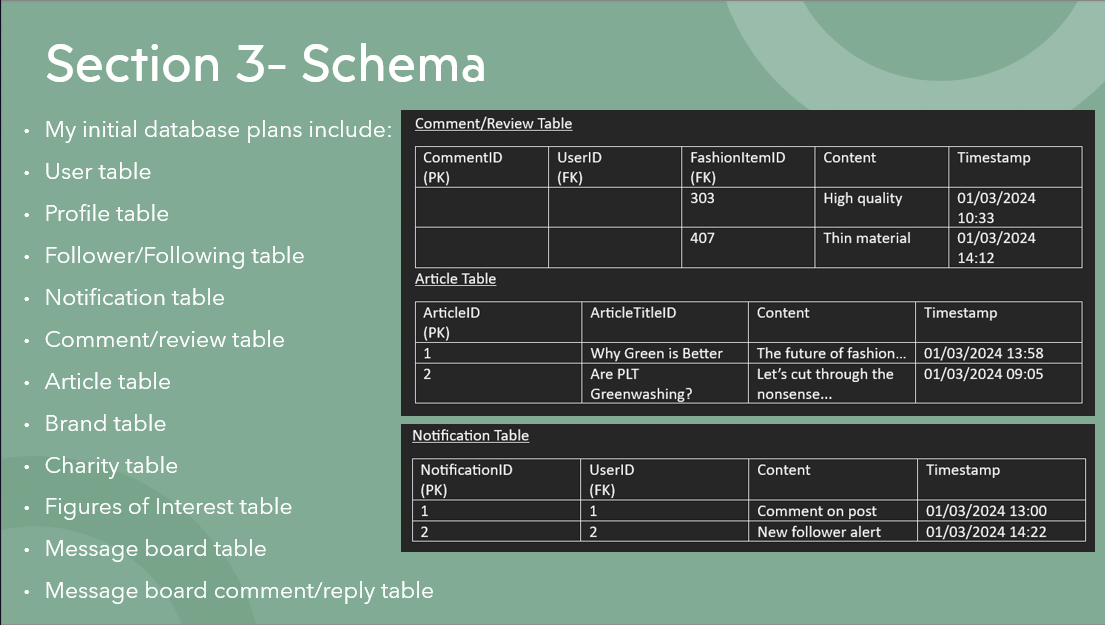 Section 3- Schema
• My initial database plans include:
• User table
• Profile table
• Follower/Following table
• Notification table
• Comment/review table
• Article table
• Brand table
• Charity table
• Figures of Interest table
• Message board table
• Message board comment/reply table
Comment/Review Table
CommentID UserID FashionItemID Content Timestamp
(PK) (FK) (FK)
303 High quality 01/03/2024
10:33
407 Thin material 01/03/2024
14:12
Article Table
ArticleID ArticleTitleID Content Timestamp
(PK)
1 Why Green is Better The future of fashion... 01/03/2024 13:58
2 Are PLT Let’s cut through the 01/03/2024 09:05
Greenwashing? nonsense...
Notification Table
NotificationID UserID Content Timestamp
(PK) (FK)
1 1 Comment on post 01/03/2024 13:00
2 2 New follower alert 01/03/2024 14:22